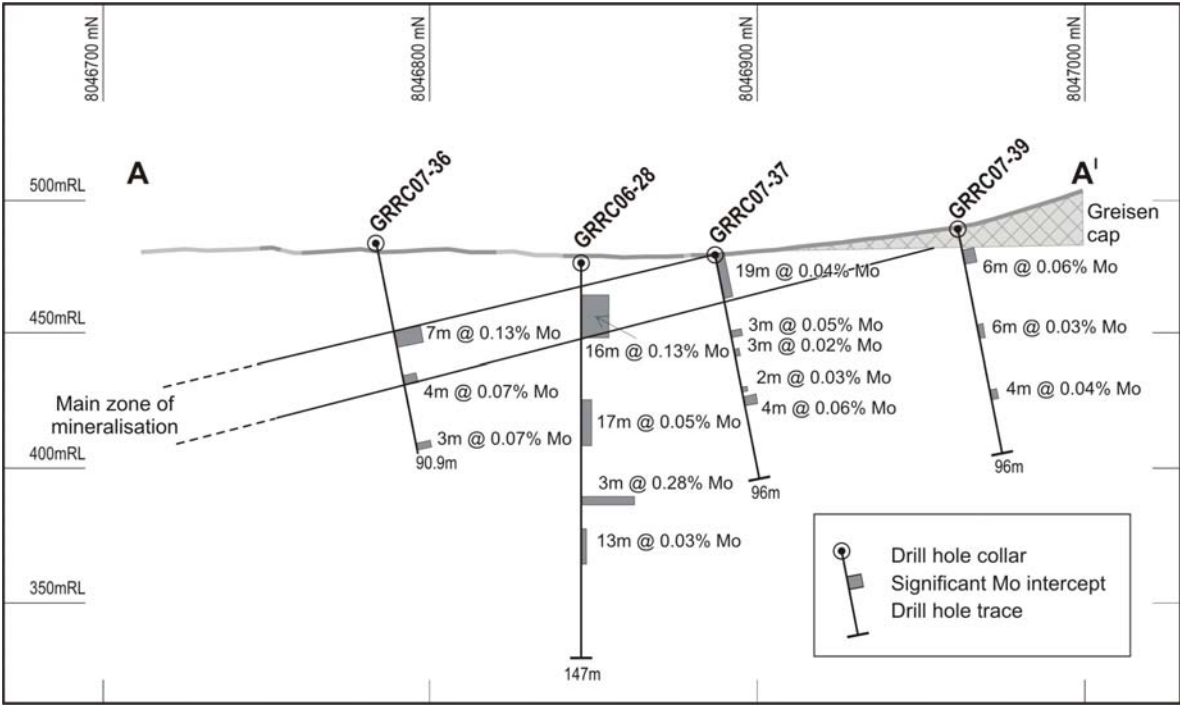 8046700 mN
8046800 mN
8046900 mN
8047000 mN
A
A'
GRRC07-36
GRRC06-28
GRRC07-37
GRRC07-39
500mRL
450mRL
400mRL
350mRL
Greisen
cap
19m @ 0.04% Mo
6m @ 0.06% Mo
7m @ 0.13% Mo
16m @ 0.13% Mo
3m @ 0.05% Mo
3m @ 0.02% Mo
6m @ 0.03% Mo
4m @ 0.07% Mo
2m @ 0.03% Mo
4m @ 0.06% Mo
4m @ 0.04% Mo
Main zone of
mineralisation
3m @ 0.07% Mo
90.9m
17m @ 0.05% Mo
96m
96m
3m @ 0.28% Mo
13m @ 0.03% Mo
147m
Drill hole collar
Significant Mo intercept
Drill hole trace